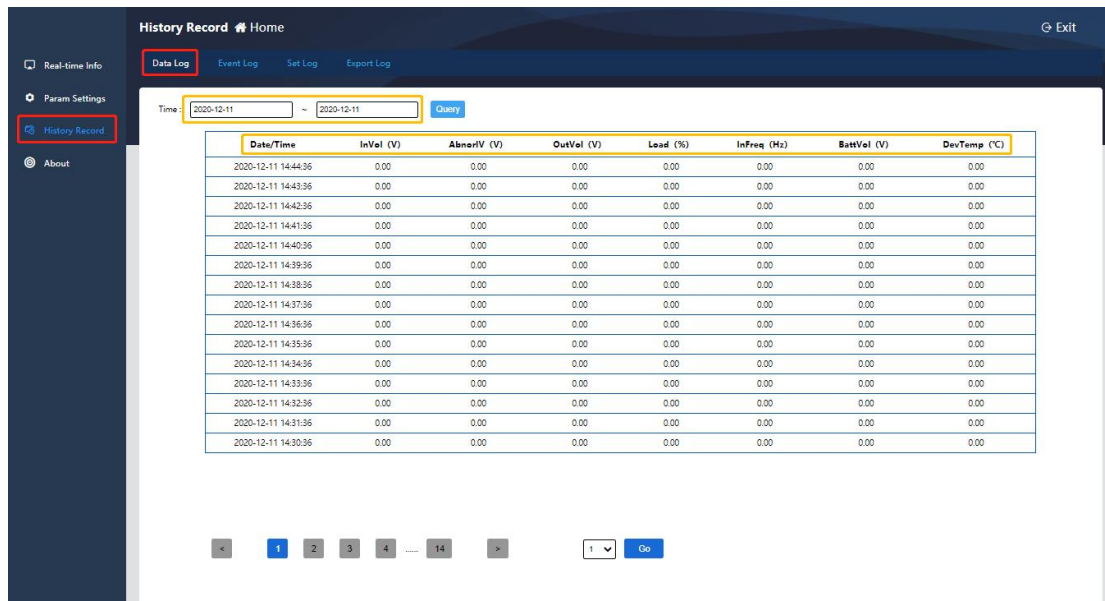 History Record Home
Exit
Real-time Info
Param Settings
History Record
About
Data Log Event Log Set Log Export Log
Time : 2020-12-11 ~ 2020-12-11 Query
Date/Time InVol (V) AbnorIV (V) OutVol (V) Load (%) InFreq (Hz) BattVol (V) DevTemp (℃)
2020-12-11 14:44:36 0.00 0.00 0.00 0.00 0.00 0.00 0.00
2020-12-11 14:43:36 0.00 0.00 0.00 0.00 0.00 0.00 0.00
2020-12-11 14:42:36 0.00 0.00 0.00 0.00 0.00 0.00 0.00
2020-12-11 14:41:36 0.00 0.00 0.00 0.00 0.00 0.00 0.00
2020-12-11 14:40:36 0.00 0.00 0.00 0.00 0.00 0.00 0.00
2020-12-11 14:39:36 0.00 0.00 0.00 0.00 0.00 0.00 0.00
2020-12-11 14:38:36 0.00 0.00 0.00 0.00 0.00 0.00 0.00
2020-12-11 14:37:36 0.00 0.00 0.00 0.00 0.00 0.00 0.00
2020-12-11 14:36:36 0.00 0.00 0.00 0.00 0.00 0.00 0.00
2020-12-11 14:35:36 0.00 0.00 0.00 0.00 0.00 0.00 0.00
2020-12-11 14:34:36 0.00 0.00 0.00 0.00 0.00 0.00 0.00
2020-12-11 14:33:36 0.00 0.00 0.00 0.00 0.00 0.00 0.00
2020-12-11 14:32:36 0.00 0.00 0.00 0.00 0.00 0.00 0.00
2020-12-11 14:31:36 0.00 0.00 0.00 0.00 0.00 0.00 0.00
2020-12-11 14:30:36 0.00 0.00 0.00 0.00 0.00 0.00 0.00
< 1 2 3 4 ...... 14 > 1 Go